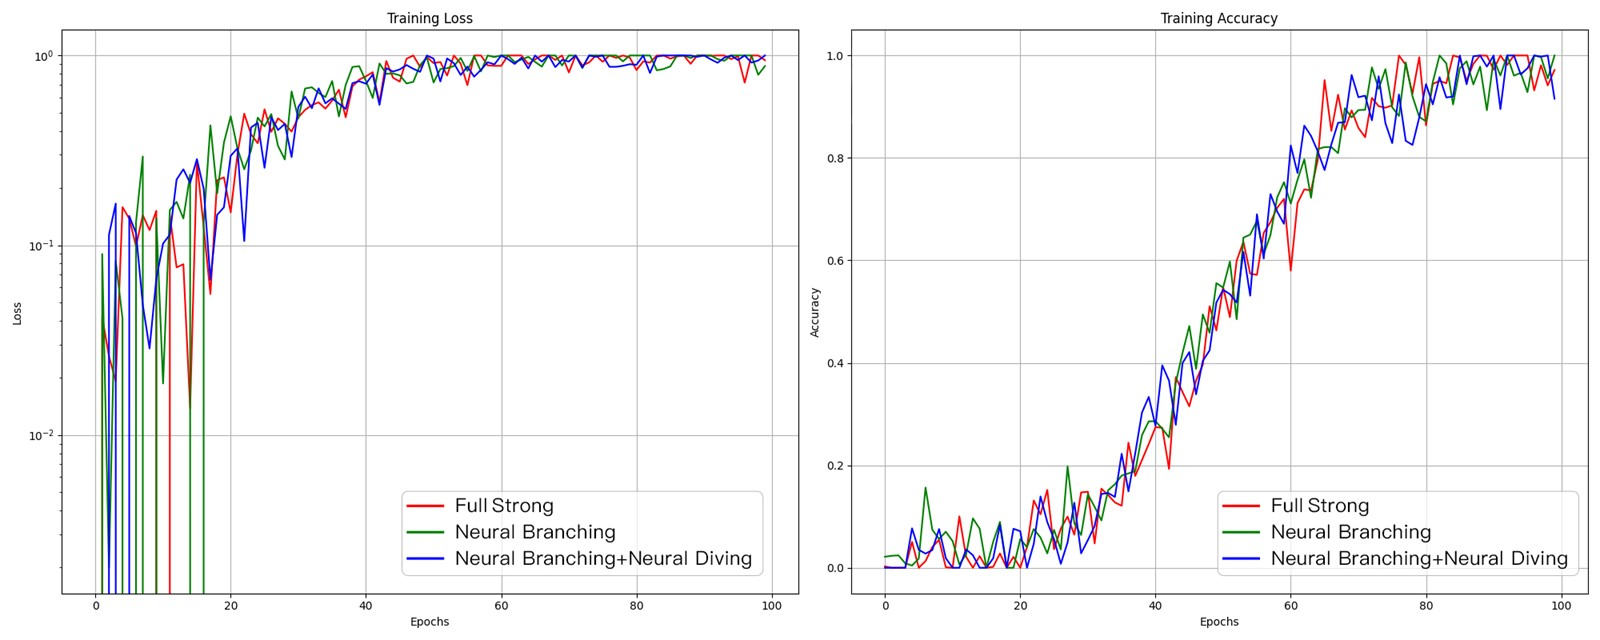 Training Loss
Loss
10⁰
10⁻¹
10⁻²
0 20 40 60 80 100
Epochs
Full Strong
Neural Branching
Neural Branching+Neural Diving
Training Accuracy
Accuracy
1.0
0.8
0.6
0.4
0.2
0.0
0 20 40 60 80 100
Epochs
Full Strong
Neural Branching
Neural Branching+Neural Diving